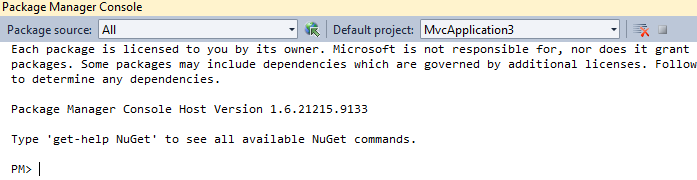 Package Manager Console
Package source: All Default project: MvcApplication3
Each package is licensed to you by its owner. Microsoft is not responsible for, nor does it grant
packages. Some packages may include dependencies which are governed by additional licenses. Follow
to determine any dependencies.
Package Manager Console Host Version 1.6.21215.9133
Type 'get-help NuGet' to see all available NuGet commands.
PM>